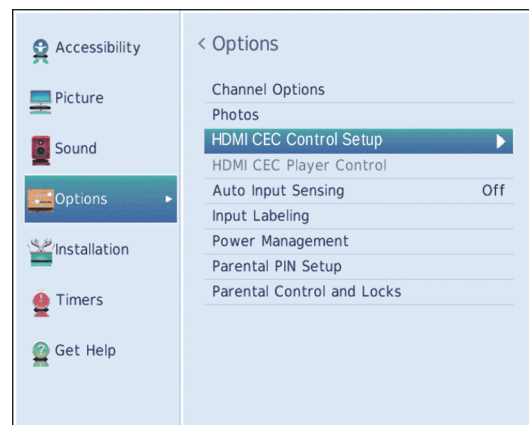 Accessibility
Picture
Sound
Options
Installation
Timers
Get Help
< Options
Channel Options
Photos
HDMI CEC Control Setup
HDMI CEC Player Control
Auto Input Sensing Off
Input Labeling
Power Management
Parental PIN Setup
Parental Control and Locks